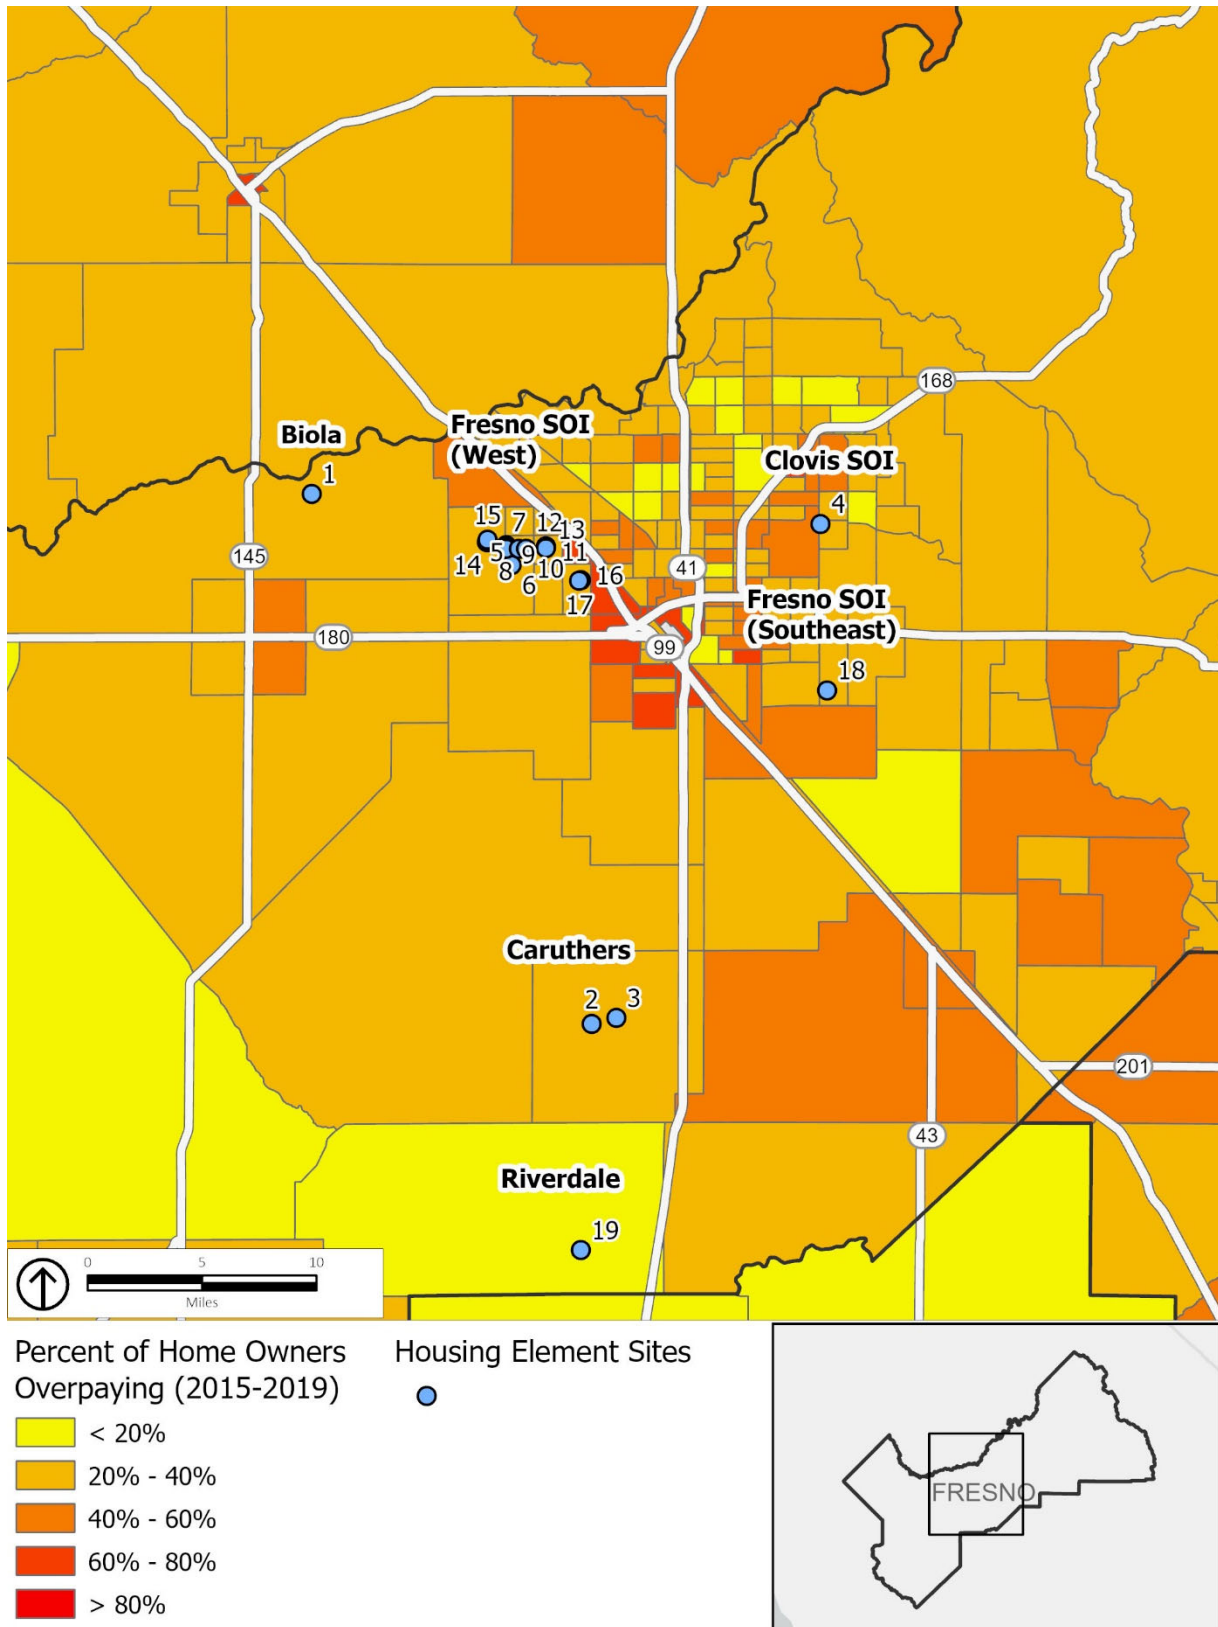 168
Biola
Fresno SOI
(West)
Clovis SOI
1
4
15
7
12
13
145
5
9
11
14
8
10
16
41
6
17
Fresno SOI
(Southeast)
180
99
18
Caruthers
2
3
201
43
Riverdale
19
0 5 10
Miles
Percent of Home Owners
Overpaying (2015-2019)
< 20%
20% - 40%
40% - 60%
60% - 80%
> 80%
Housing Element Sites
FRESNO